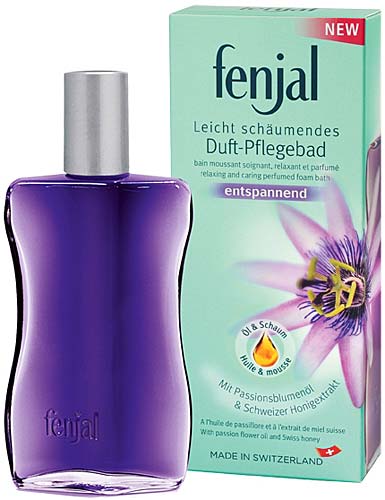 NEW
fenjal
Leicht schäumendes
Duft-Pflegebad
bain moussant soignant, relaxant et parfumé
relaxing and caring perfumed foam bath
entspannend
Öl & Schaum
Huile & mousse
Mit Passionsblumenöl
& Schweizer Honigextrakt
A l'huile de passiflore et à l'extrait de miel suisse
With passion flower oil and Swiss honey
MADE IN SWITZERLAND
fenjal